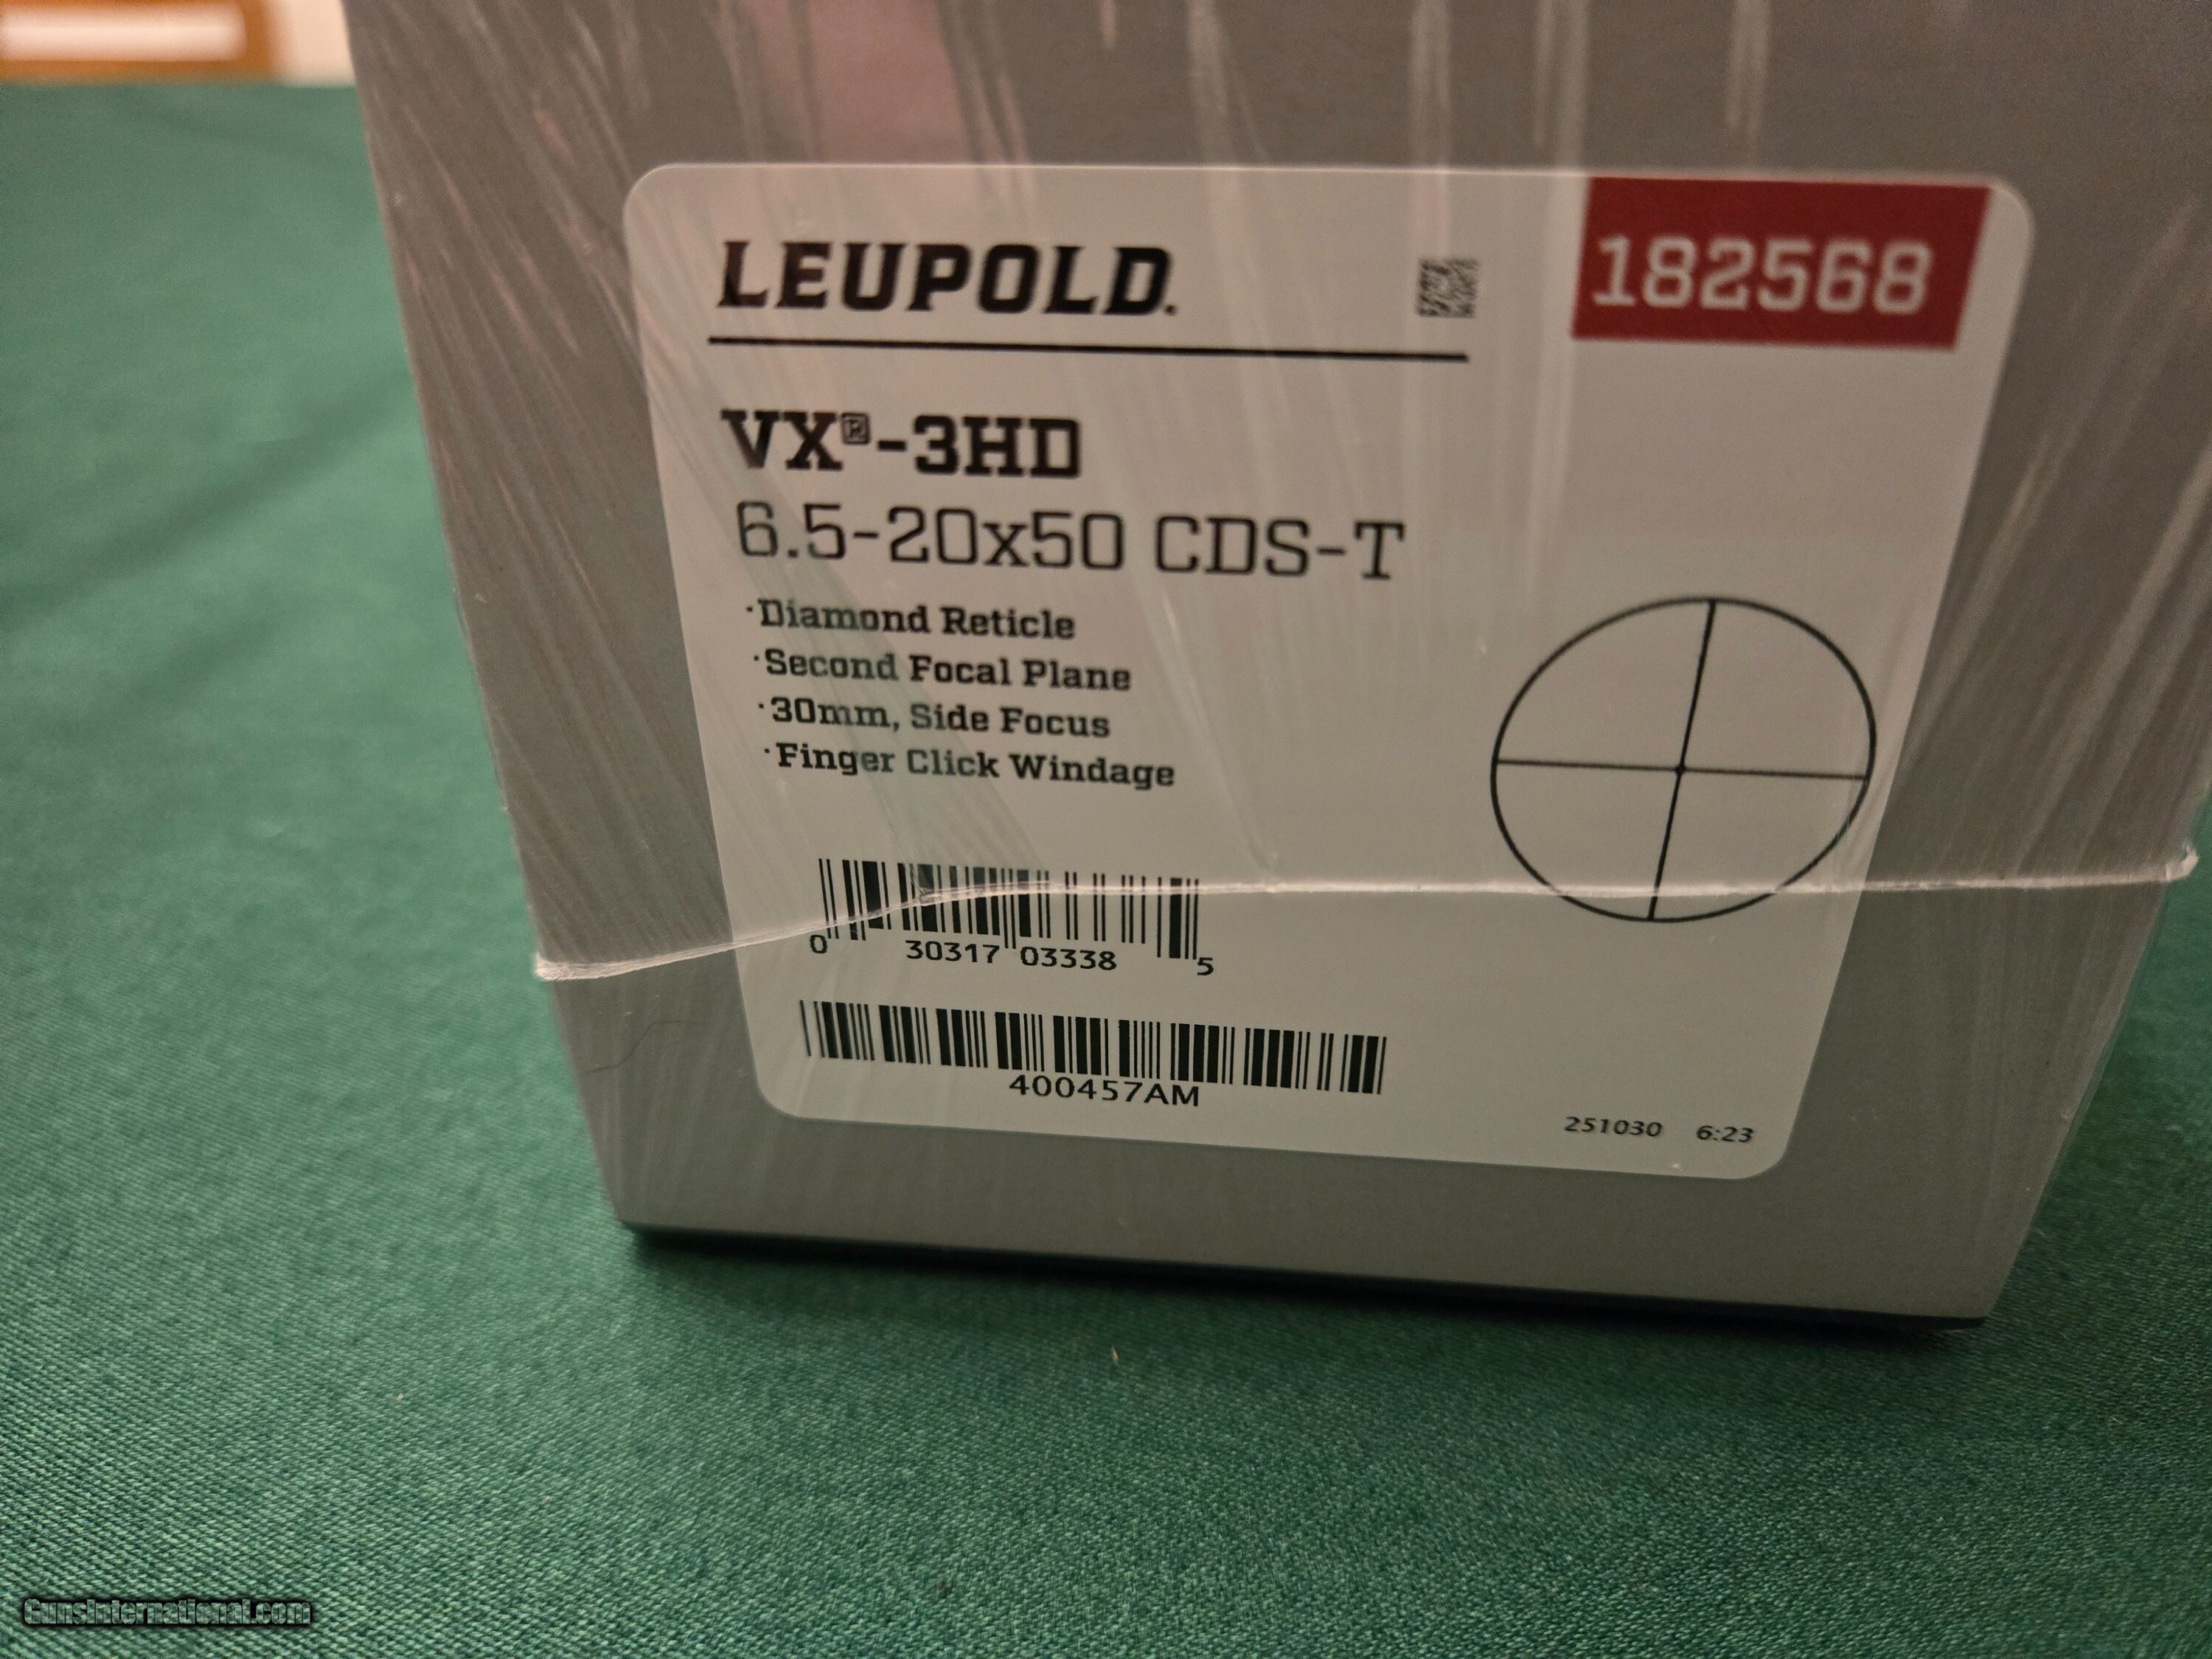 LEUPOLD.
182568
VX®-3HD
6.5-20x50 CDS-T
·Diamond Reticle
·Second Focal Plane
·30mm, Side Focus
·Finger Click Windage
0 30317 03338 5
400457AM
251030 6:23
GunsInternational.com